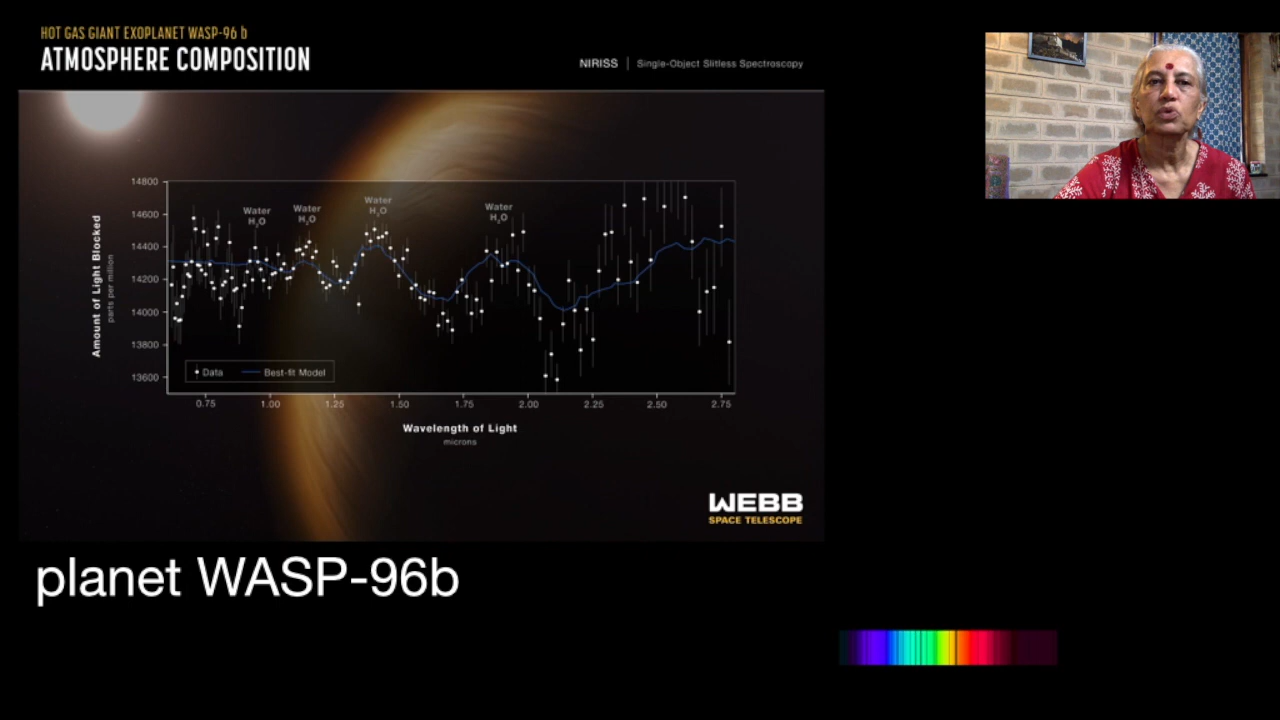 HOT GAS GIANT EXOPLANET WASP-96 b
ATMOSPHERE COMPOSITION
NIRISS | Single-Object Slitless Spectroscopy
Amount of Light Blocked
parts per million
14800
14600
14400
14200
14000
13800
13600
Water
H₂O
Water
H₂O
Water
H₂O
Water
H₂O
Data
Best-fit Model
0.75 1.00 1.25 1.50 1.75 2.00 2.25 2.50 2.75
Wavelength of Light
microns
WEBB
SPACE TELESCOPE
planet WASP-96b